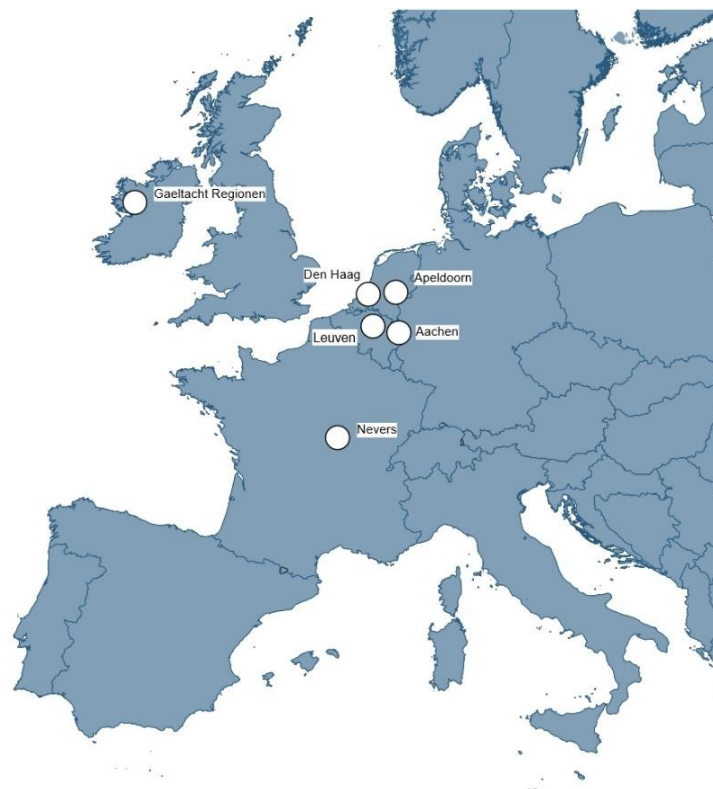 Gaeltacht Regionen
Den Haag
Apeldoorn
Leuven
Aachen
Nevers